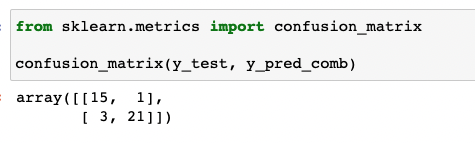 from sklearn.metrics import confusion_matrix
confusion_matrix(y_test, y_pred_comb)
array([[15,  1],
       [ 3, 21]])